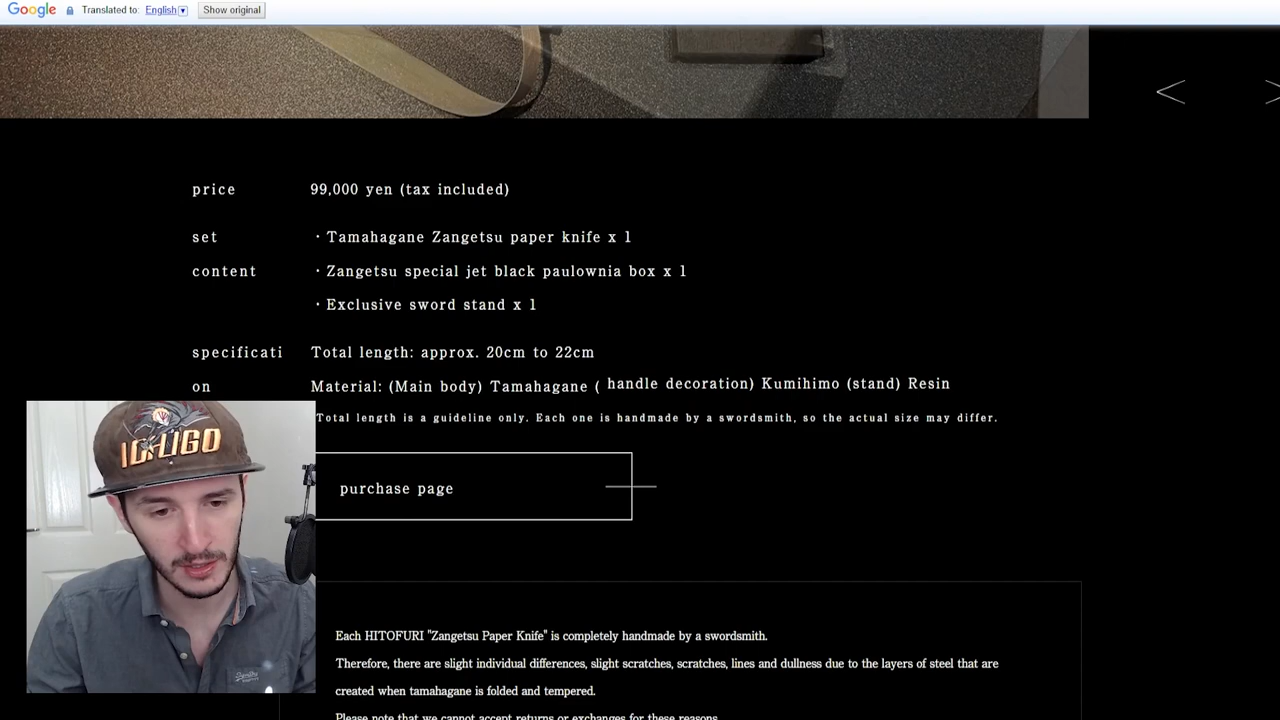 Google Translated to: English Show original
price 99,000 yen (tax included)
set ・Tamahagane Zangetsu paper knife x 1
content ・Zangetsu special jet black paulownia box x 1
・Exclusive sword stand x 1
specificati Total length: approx. 20cm to 22cm
on Material: (Main body) Tamahagane ( handle decoration) Kumihimo (stand) Resin
Total length is a guideline only. Each one is handmade by a swordsmith, so the actual size may differ.
ICHIGO
purchase page
Each HITOFURI "Zangetsu Paper Knife" is completely handmade by a swordsmith.
Therefore, there are slight individual differences, slight scratches, scratches, lines and dullness due to the layers of steel that are
created when tamahagane is folded and tempered.
Please note that we cannot accept returns or exchanges for these reasons.